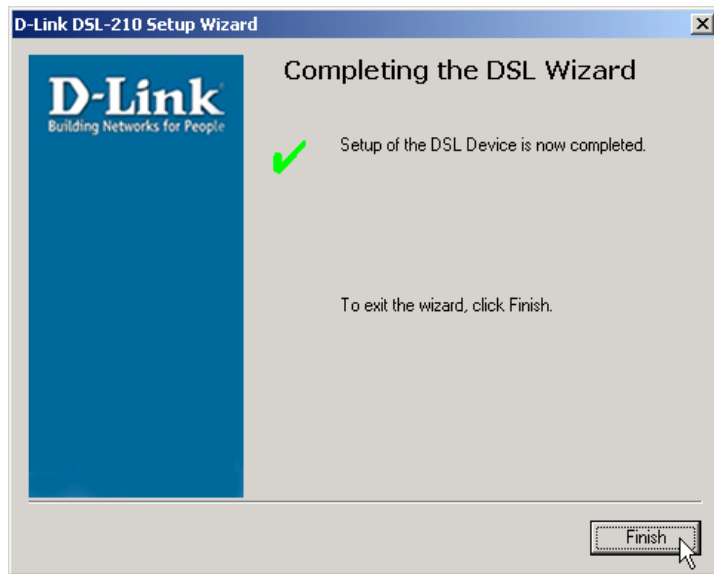 D-Link DSL-210 Setup Wizard
D-Link
Building Networks for People
Completing the DSL Wizard
Setup of the DSL Device is now completed.
To exit the wizard, click Finish.
Finish